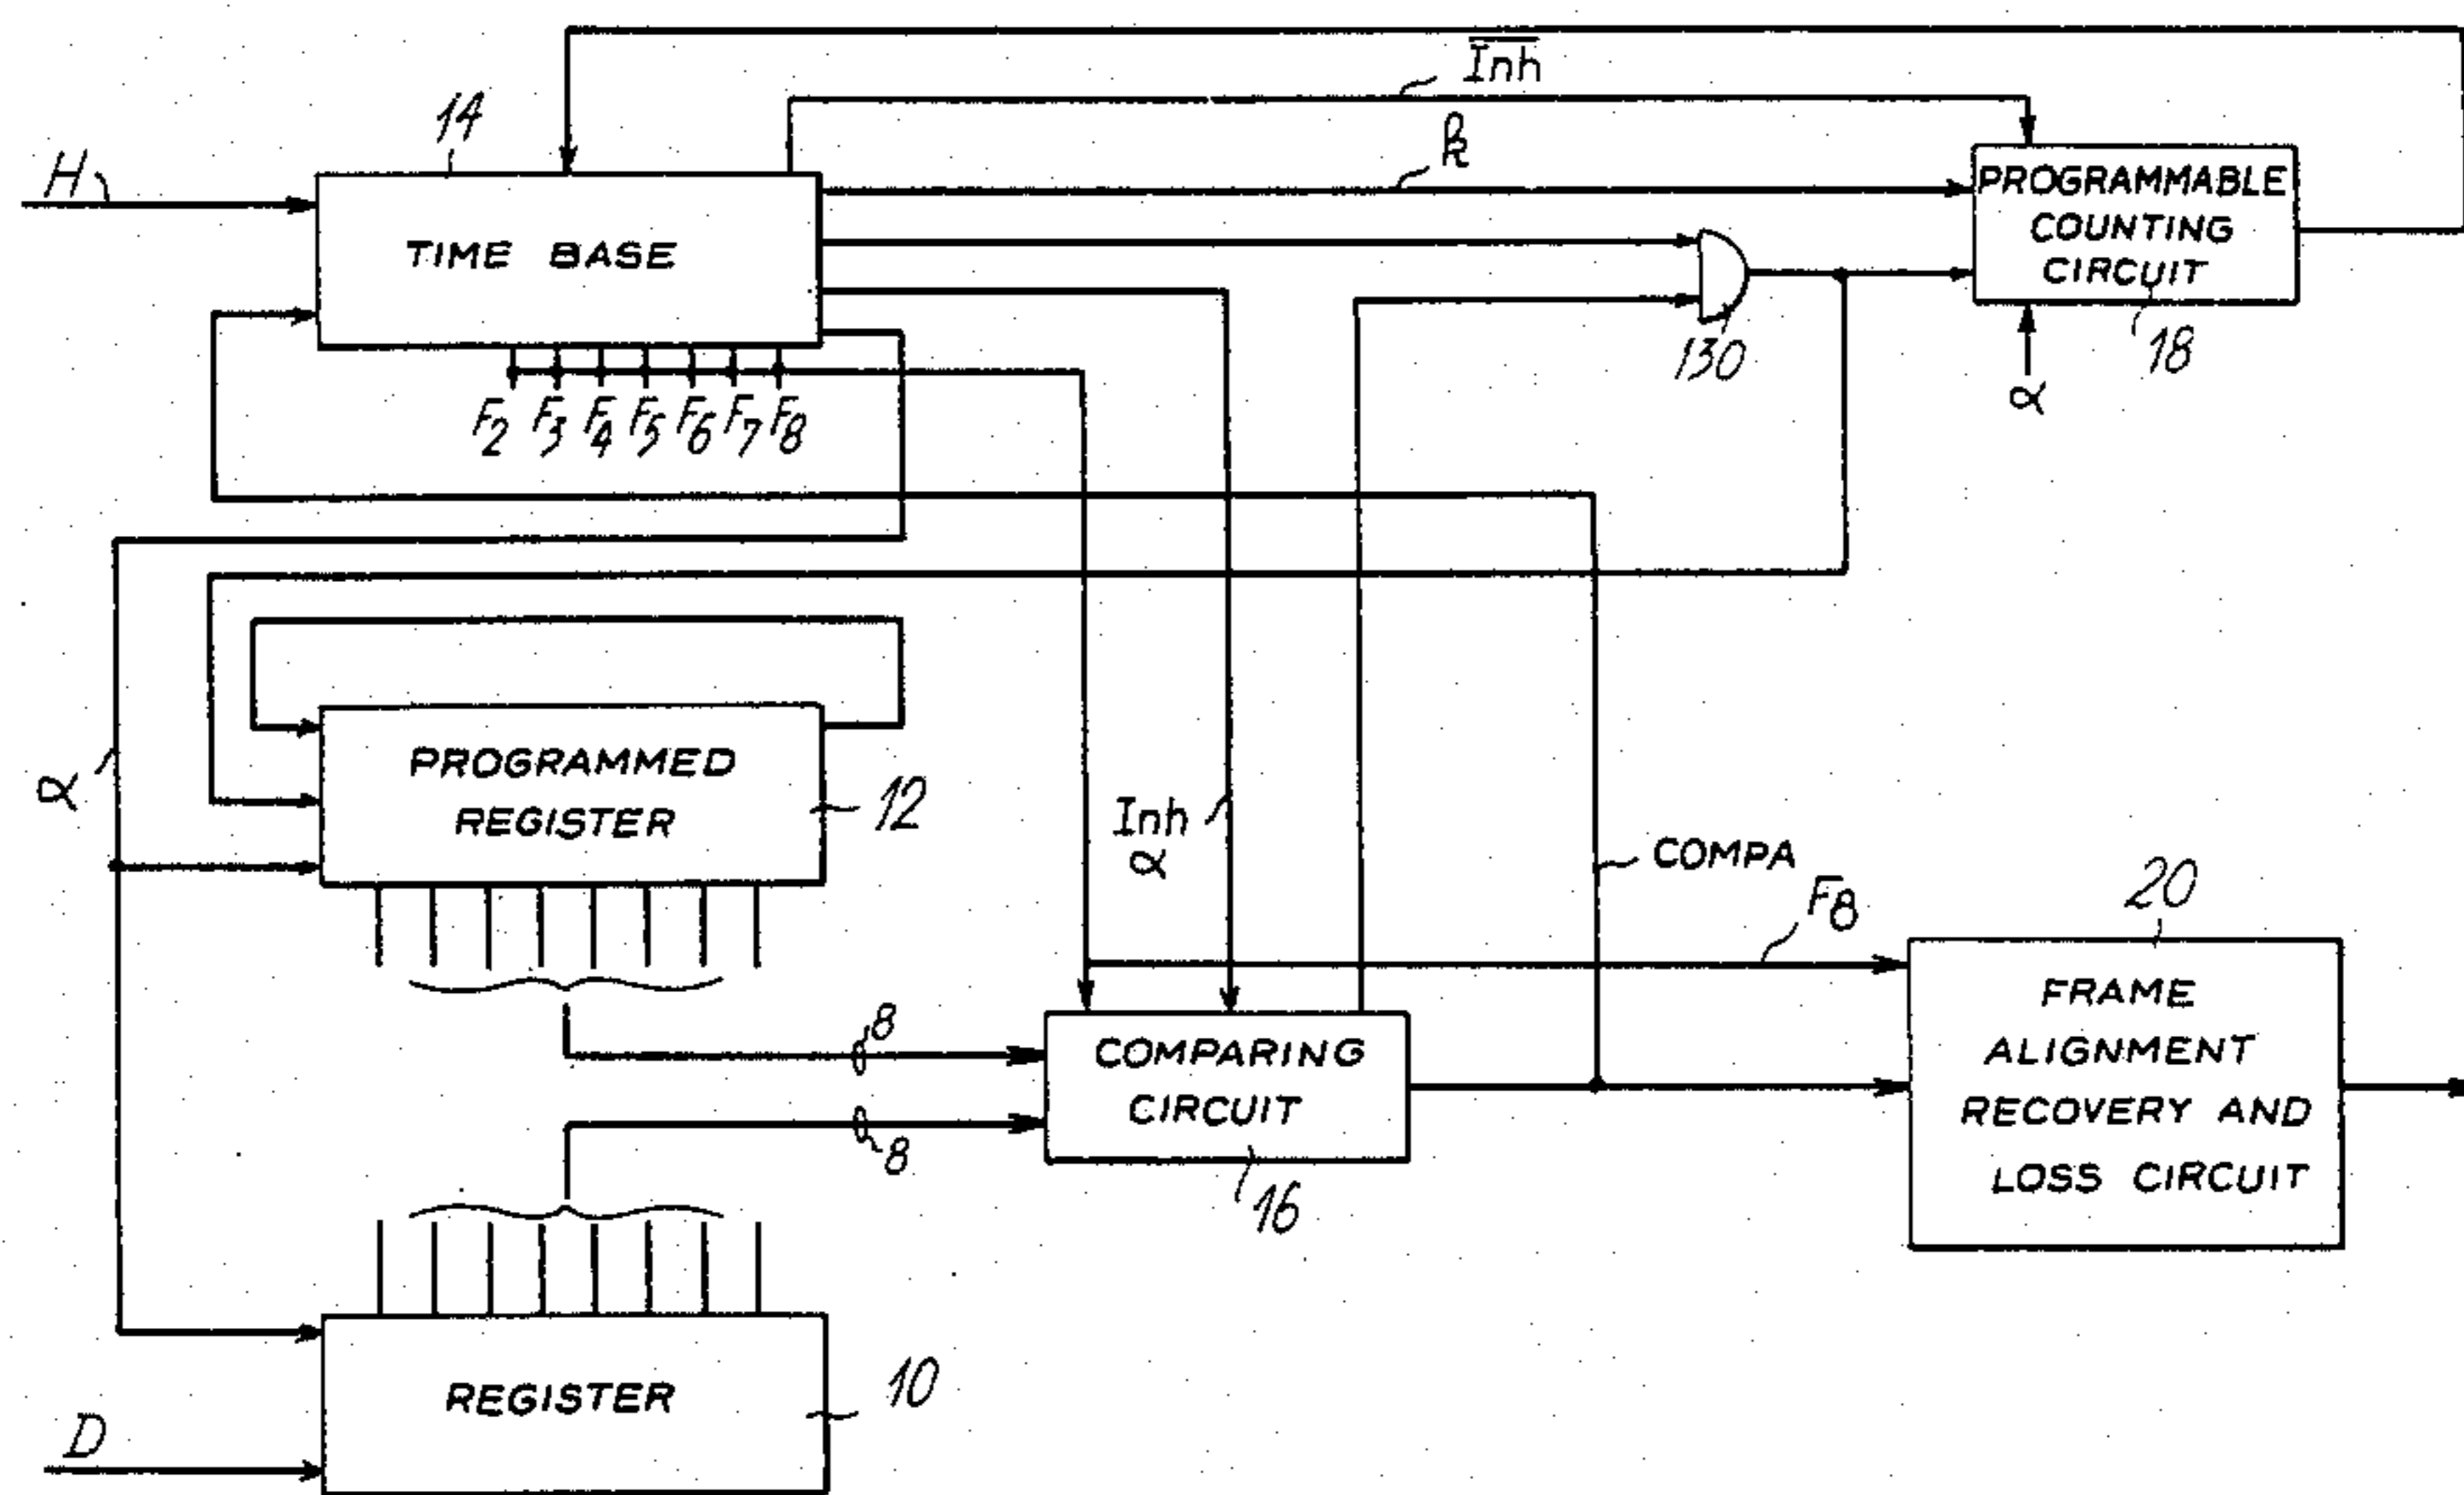 Inh
14
k
H
PROGRAMMABLE
COUNTING
CIRCUIT
TIME BASE
130
18
α
F2 F3 F4 F5 F6 F7 F8
PROGRAMMED
REGISTER
12
α
Inh
α
COMPA
F8
20
FRAME
ALIGNMENT
RECOVERY AND
LOSS CIRCUIT
8
COMPARING
CIRCUIT
8
16
REGISTER
10
D